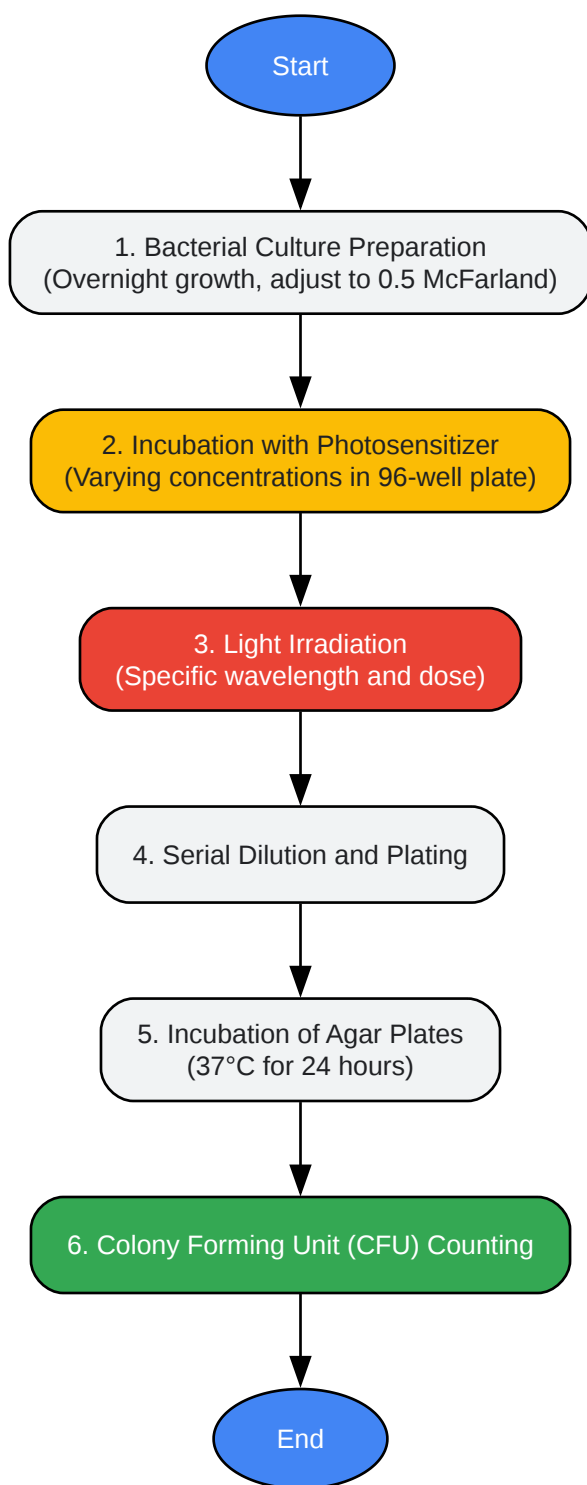 Start
1. Bacterial Culture Preparation
(Overnight growth, adjust to 0.5 McFarland)
2. Incubation with Photosensitizer
(Varying concentrations in 96-well plate)
3. Light Irradiation
(Specific wavelength and dose)
4. Serial Dilution and Plating
5. Incubation of Agar Plates
(37°C for 24 hours)
6. Colony Forming Unit (CFU) Counting
End